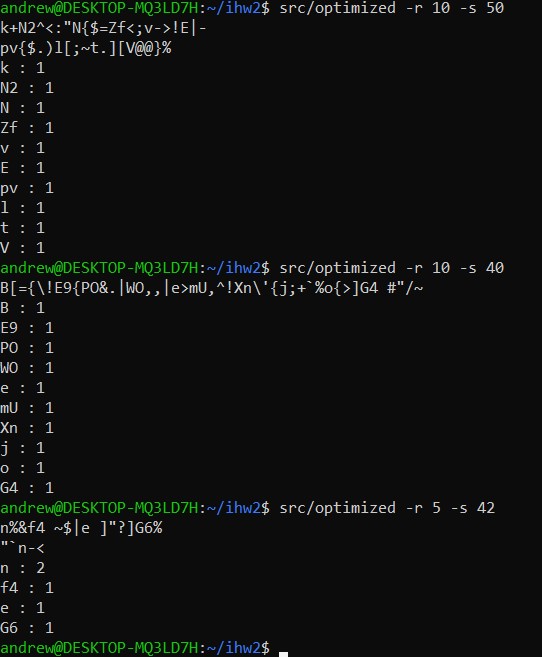 andrew@DESKTOP-MQ3LD7H:~/ihw2$ src/optimized -r 10 -s 50
k+N2^<:"N{$=Zf<;v->!E|-
pv{$.)l[;~t.][V@@}%
k : 1
N2 : 1
N : 1
Zf : 1
v : 1
E : 1
pv : 1
l : 1
t : 1
V : 1
andrew@DESKTOP-MQ3LD7H:~/ihw2$ src/optimized -r 10 -s 40
B[={\!E9{PO&.|WO,,|e>mU,^!Xn\'{j;+`%o{>]G4 #"/~
B : 1
E9 : 1
PO : 1
WO : 1
e : 1
mU : 1
Xn : 1
j : 1
o : 1
G4 : 1
andrew@DESKTOP-MQ3LD7H:~/ihw2$ src/optimized -r 5 -s 42
n%&f4 ~$|e ]"?]G6%
"`n-<
n : 2
f4 : 1
e : 1
G6 : 1
andrew@DESKTOP-MQ3LD7H:~/ihw2$